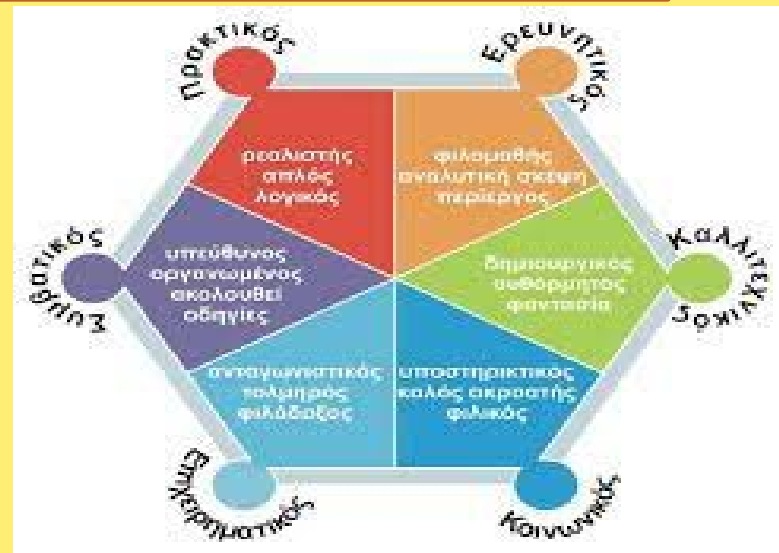 Πρακτικός
Ερευνητικός
ρεαλιστής
απλός
λογικός
φιλομαθής
αναλυτική σκέψη
περίεργος
Συμβατικός
υπεύθυνος
οργανωμένος
ακολουθεί
οδηγίες
δημιουργικός
αυθόρμητος
φαντασία
Καλλιτεχνικός
ανταγωνιστικός
τολμηρός
φιλόδοξος
υποστηρικτικός
καλός ακροατής
φιλικός
Επιχειρηματικός
Κοινωνικός